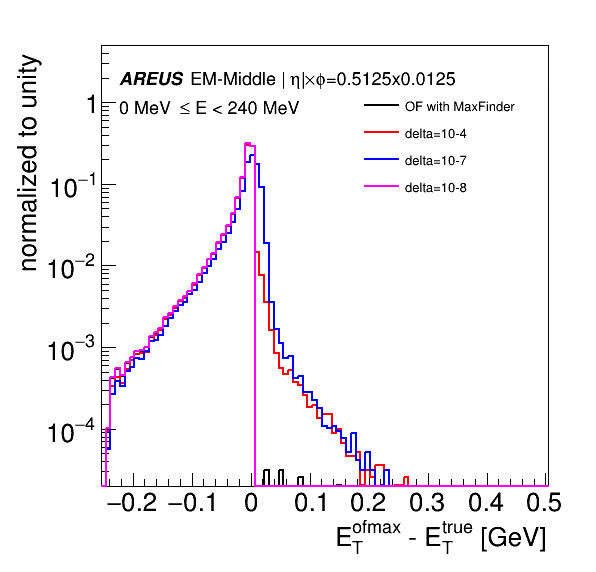 AREUS EM-Middle | η|×ϕ=0.5125x0.0125
0 MeV ≤ E < 240 MeV
OF with MaxFinder
delta=10-4
delta=10-7
delta=10-8
normalized to unity
1
10⁻¹
10⁻²
10⁻³
10⁻⁴
−0.2 −0.1 0 0.1 0.2 0.3 0.4 0.5
E_T^ofmax - E_T^true [GeV]